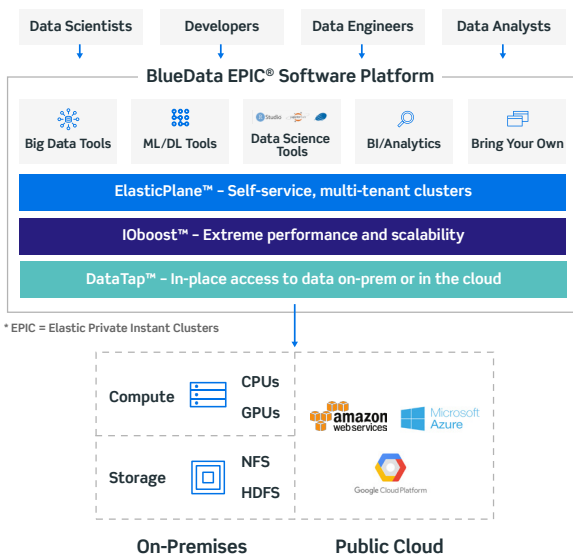 Data Scientists
Developers
Data Engineers
Data Analysts
BlueData EPIC® Software Platform
Big Data Tools
ML/DL Tools
R Studio
Data Science
Tools
BI/Analytics
Bring Your Own
ElasticPlane™ – Self-service, multi-tenant clusters
IOboost™ – Extreme performance and scalability
DataTap™ – In-place access to data on-prem or in the cloud
* EPIC = Elastic Private Instant Clusters
Compute
CPUs
GPUs
Storage
NFS
HDFS
amazon
webservices
Microsoft
Azure
Google Cloud Platform
On-Premises
Public Cloud